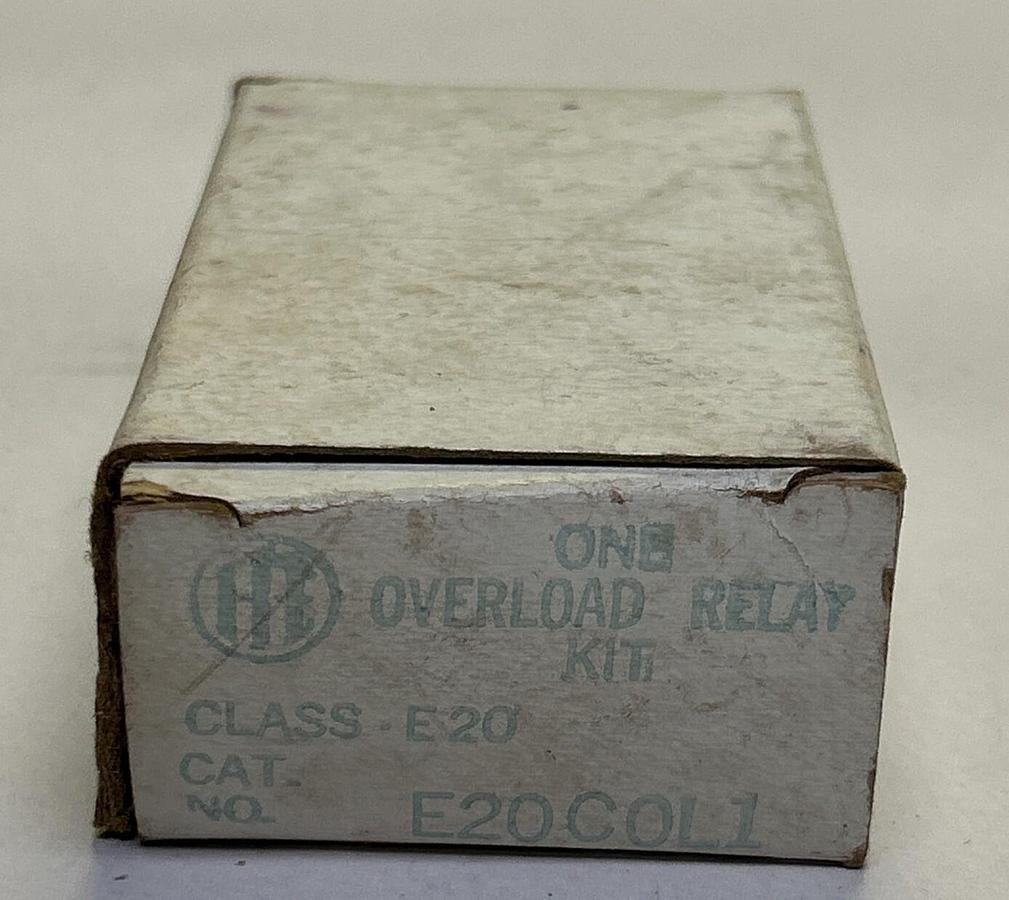 ONE
OVERLOAD RELAY
KIT
CLASS - E20
CAT.
NO. E20COL1